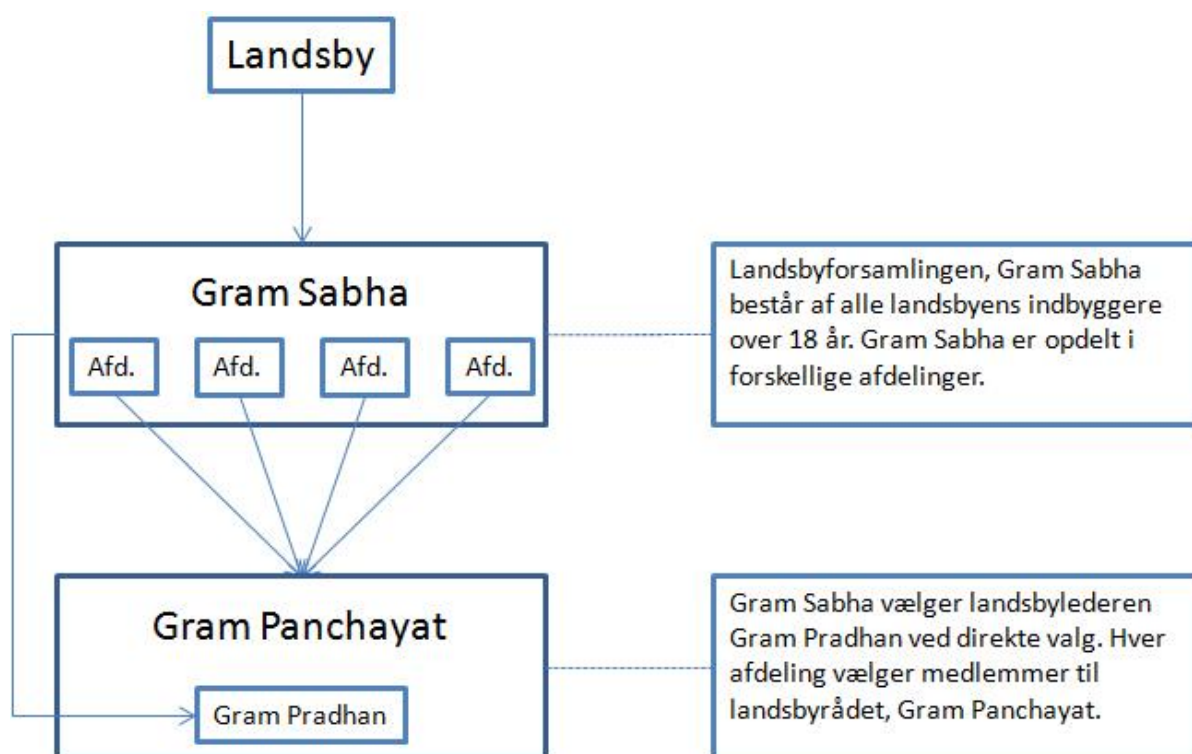 Landsby
Gram Sabha
Afd. Afd. Afd. Afd.
Landsbyforsamlingen, Gram Sabha
består af alle landsbyens indbyggere
over 18 år. Gram Sabha er opdelt i
forskellige afdelinger.
Gram Panchayat
Gram Pradhan
Gram Sabha vælger landsbylederen
Gram Pradhan ved direkte valg. Hver
afdeling vælger medlemmer til
landsbyrådet, Gram Panchayat.